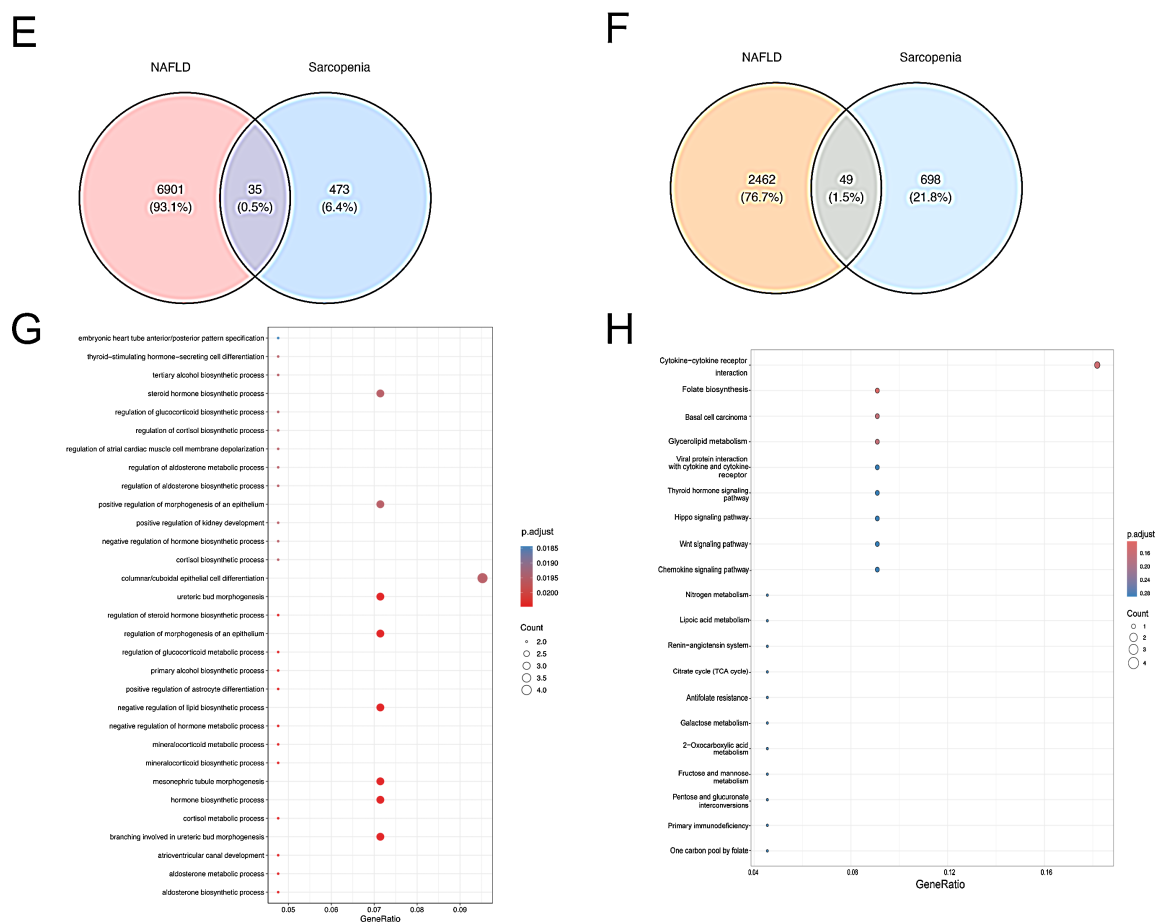 E
NAFLD
Sarcopenia
6901
(93.1%)
35
(0.5%)
473
(6.4%)
F
NAFLD
Sarcopenia
2462
(76.7%)
49
(1.5%)
698
(21.8%)
G
embryonic heart tube anterior/posterior pattern specification
thyroid−stimulating hormone−secreting cell differentiation
tertiary alcohol biosynthetic process
steroid hormone biosynthetic process
regulation of glucocorticoid biosynthetic process
regulation of cortisol biosynthetic process
regulation of atrial cardiac muscle cell membrane depolarization
regulation of aldosterone metabolic process
regulation of aldosterone biosynthetic process
positive regulation of morphogenesis of an epithelium
positive regulation of kidney development
negative regulation of hormone biosynthetic process
cortisol biosynthetic process
columnar/cuboidal epithelial cell differentiation
ureteric bud morphogenesis
regulation of steroid hormone biosynthetic process
regulation of morphogenesis of an epithelium
regulation of glucocorticoid metabolic process
primary alcohol biosynthetic process
positive regulation of astrocyte differentiation
negative regulation of lipid biosynthetic process
negative regulation of hormone metabolic process
mineralocorticoid metabolic process
mineralocorticoid biosynthetic process
mesonephric tubule morphogenesis
hormone biosynthetic process
cortisol metabolic process
branching involved in ureteric bud morphogenesis
atrioventricular canal development
aldosterone metabolic process
aldosterone biosynthetic process
0.05 0.06 0.07 0.08 0.09
GeneRatio
p.adjust
0.0185
0.0190
0.0195
0.0200
Count
2.0
2.5
3.0
3.5
4.0
H
Cytokine−cytokine receptor
interaction
Folate biosynthesis
Basal cell carcinoma
Glycerolipid metabolism
Viral protein interaction
with cytokine and cytokine
receptor
Thyroid hormone signaling
pathway
Hippo signaling pathway
Wnt signaling pathway
Chemokine signaling pathway
Nitrogen metabolism
Lipoic acid metabolism
Renin−angiotensin system
Citrate cycle (TCA cycle)
Antifolate resistance
Galactose metabolism
2−Oxocarboxylic acid
metabolism
Fructose and mannose
metabolism
Pentose and glucuronate
interconversions
Primary immunodeficiency
One carbon pool by folate
0.04 0.08 0.12 0.16
GeneRatio
p.adjust
0.16
0.20
0.24
0.28
Count
1
2
3
4